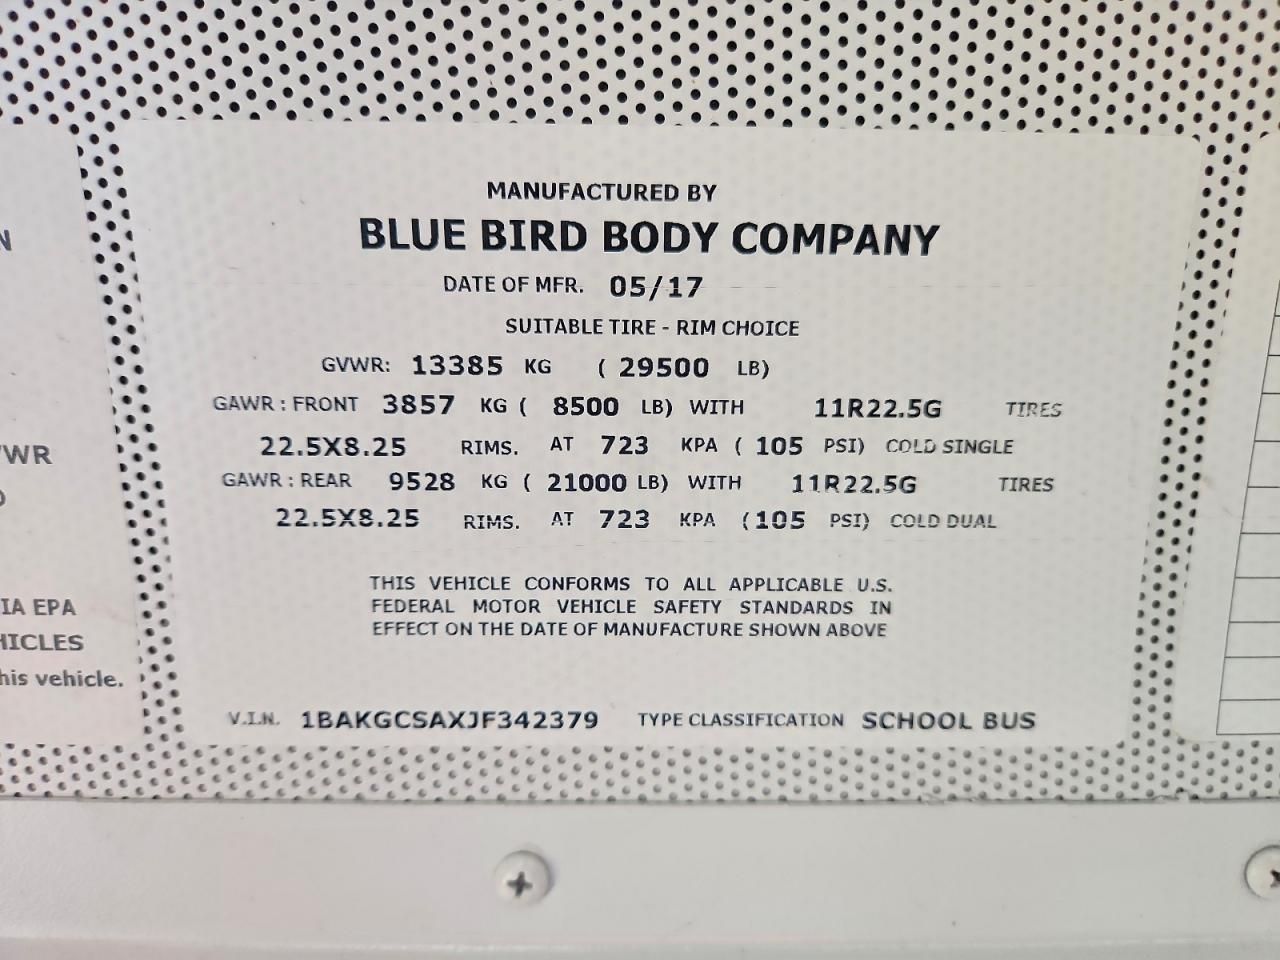 MANUFACTURED BY
BLUE BIRD BODY COMPANY
DATE OF MFR. 05/17
SUITABLE TIRE - RIM CHOICE
GVWR: 13385 KG ( 29500 LB)
GAWR : FRONT 3857 KG ( 8500 LB) WITH 11R22.5G TIRES
22.5X8.25 RIMS. AT 723 KPA ( 105 PSI) COLD SINGLE
GAWR : REAR 9528 KG ( 21000 LB) WITH 11R22.5G TIRES
22.5X8.25 RIMS. AT 723 KPA ( 105 PSI) COLD DUAL
THIS VEHICLE CONFORMS TO ALL APPLICABLE U.S.
FEDERAL MOTOR VEHICLE SAFETY STANDARDS IN
EFFECT ON THE DATE OF MANUFACTURE SHOWN ABOVE
V.I.N. 1BAKGCSAXJF342379 TYPE CLASSIFICATION SCHOOL BUS
N
VWR
IA EPA
HICLES
his vehicle.